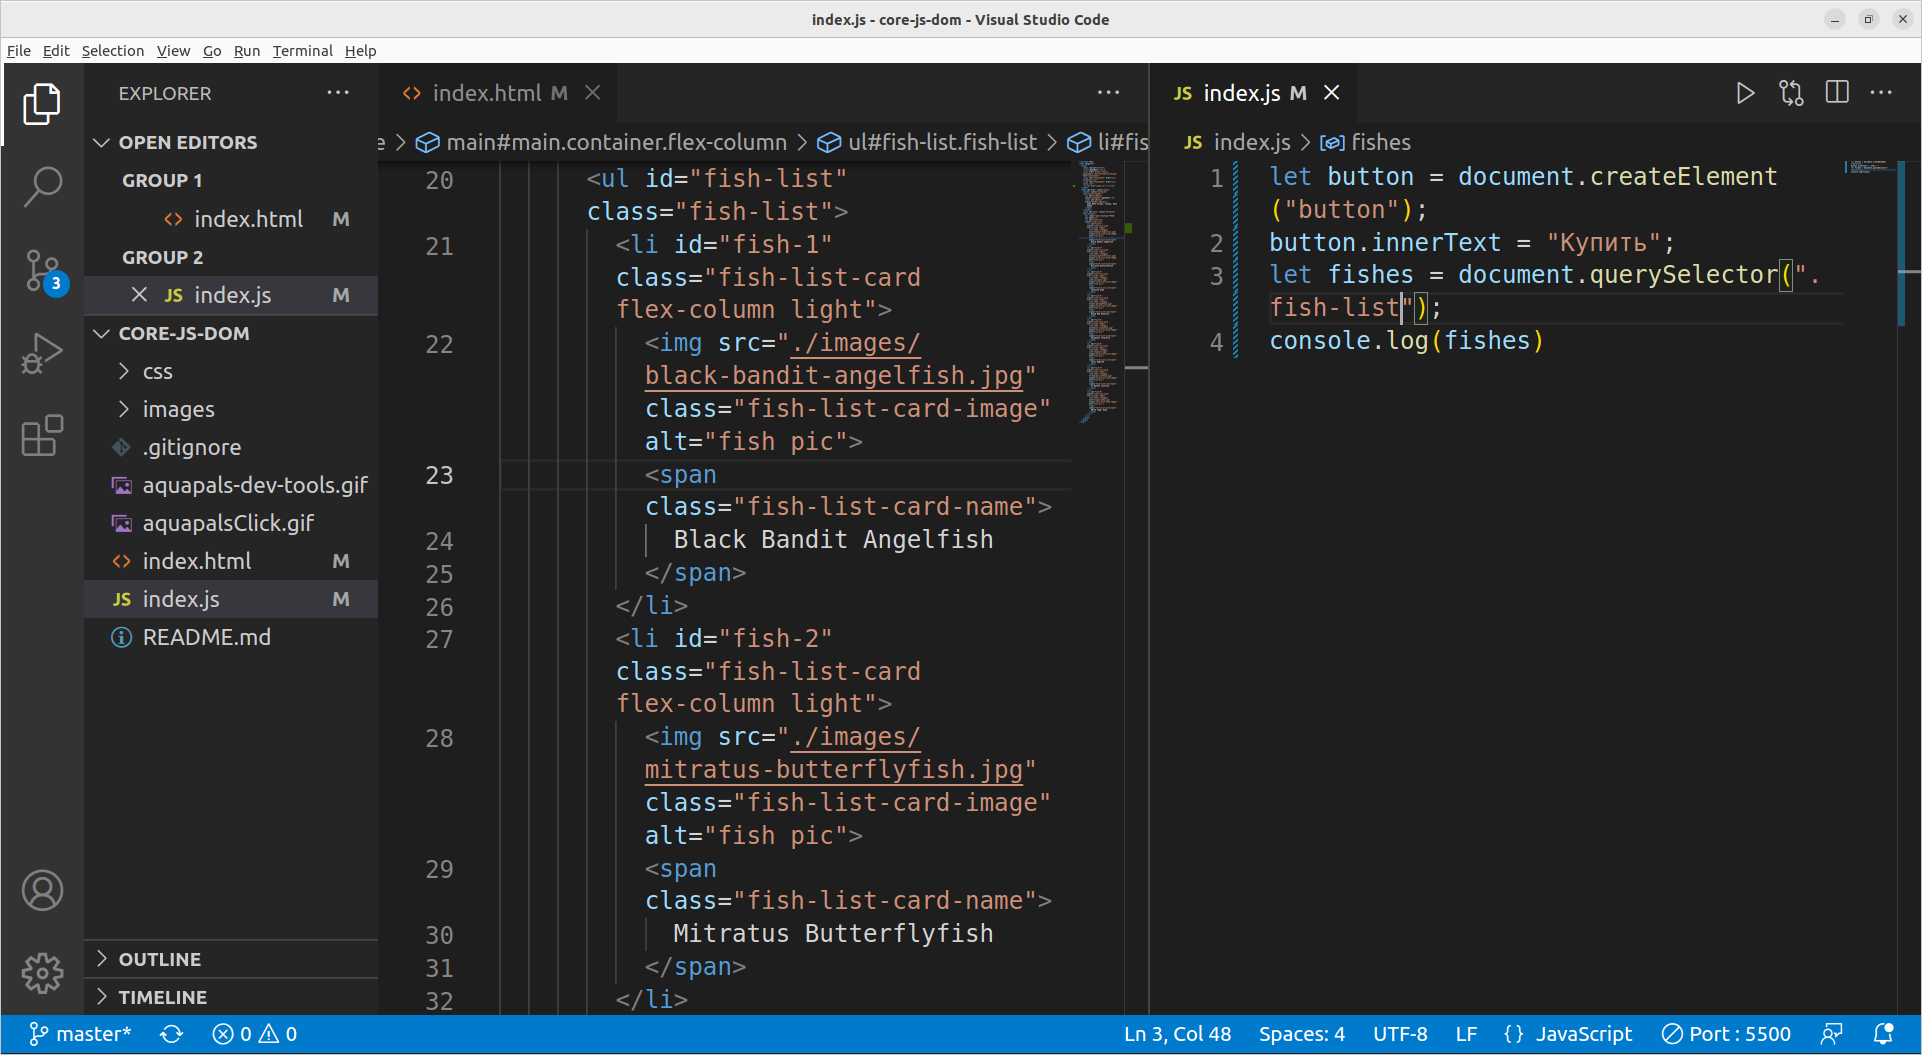 index.js - core-js-dom - Visual Studio Code
File Edit Selection View Go Run Terminal Help
EXPLORER
OPEN EDITORS
GROUP 1
index.html M
GROUP 2
JS index.js M
CORE-JS-DOM
css
images
.gitignore
aquapals-dev-tools.gif
aquapalsClick.gif
index.html M
JS index.js M
README.md
OUTLINE
TIMELINE
3
index.html M
e > main#main.container.flex-column > ul#fish-list.fish-list > li#fis
20 <ul id="fish-list"
class="fish-list">
21 <li id="fish-1"
class="fish-list-card
flex-column light">
22 <img src="./images/
black-bandit-angelfish.jpg"
class="fish-list-card-image"
alt="fish pic">
23 <span
class="fish-list-card-name">
24 Black Bandit Angelfish
25 </span>
26 </li>
27 <li id="fish-2"
class="fish-list-card
flex-column light">
28 <img src="./images/
mitratus-butterflyfish.jpg"
class="fish-list-card-image"
alt="fish pic">
29 <span
class="fish-list-card-name">
30 Mitratus Butterflyfish
31 </span>
32 </li>
JS index.js M
JS index.js > fishes
1 let button = document.createElement
("button");
2 button.innerText = "Купить";
3 let fishes = document.querySelector(".
fish-list");
4 console.log(fishes)
master* 0 0
Ln 3, Col 48 Spaces: 4 UTF-8 LF {} JavaScript Port : 5500